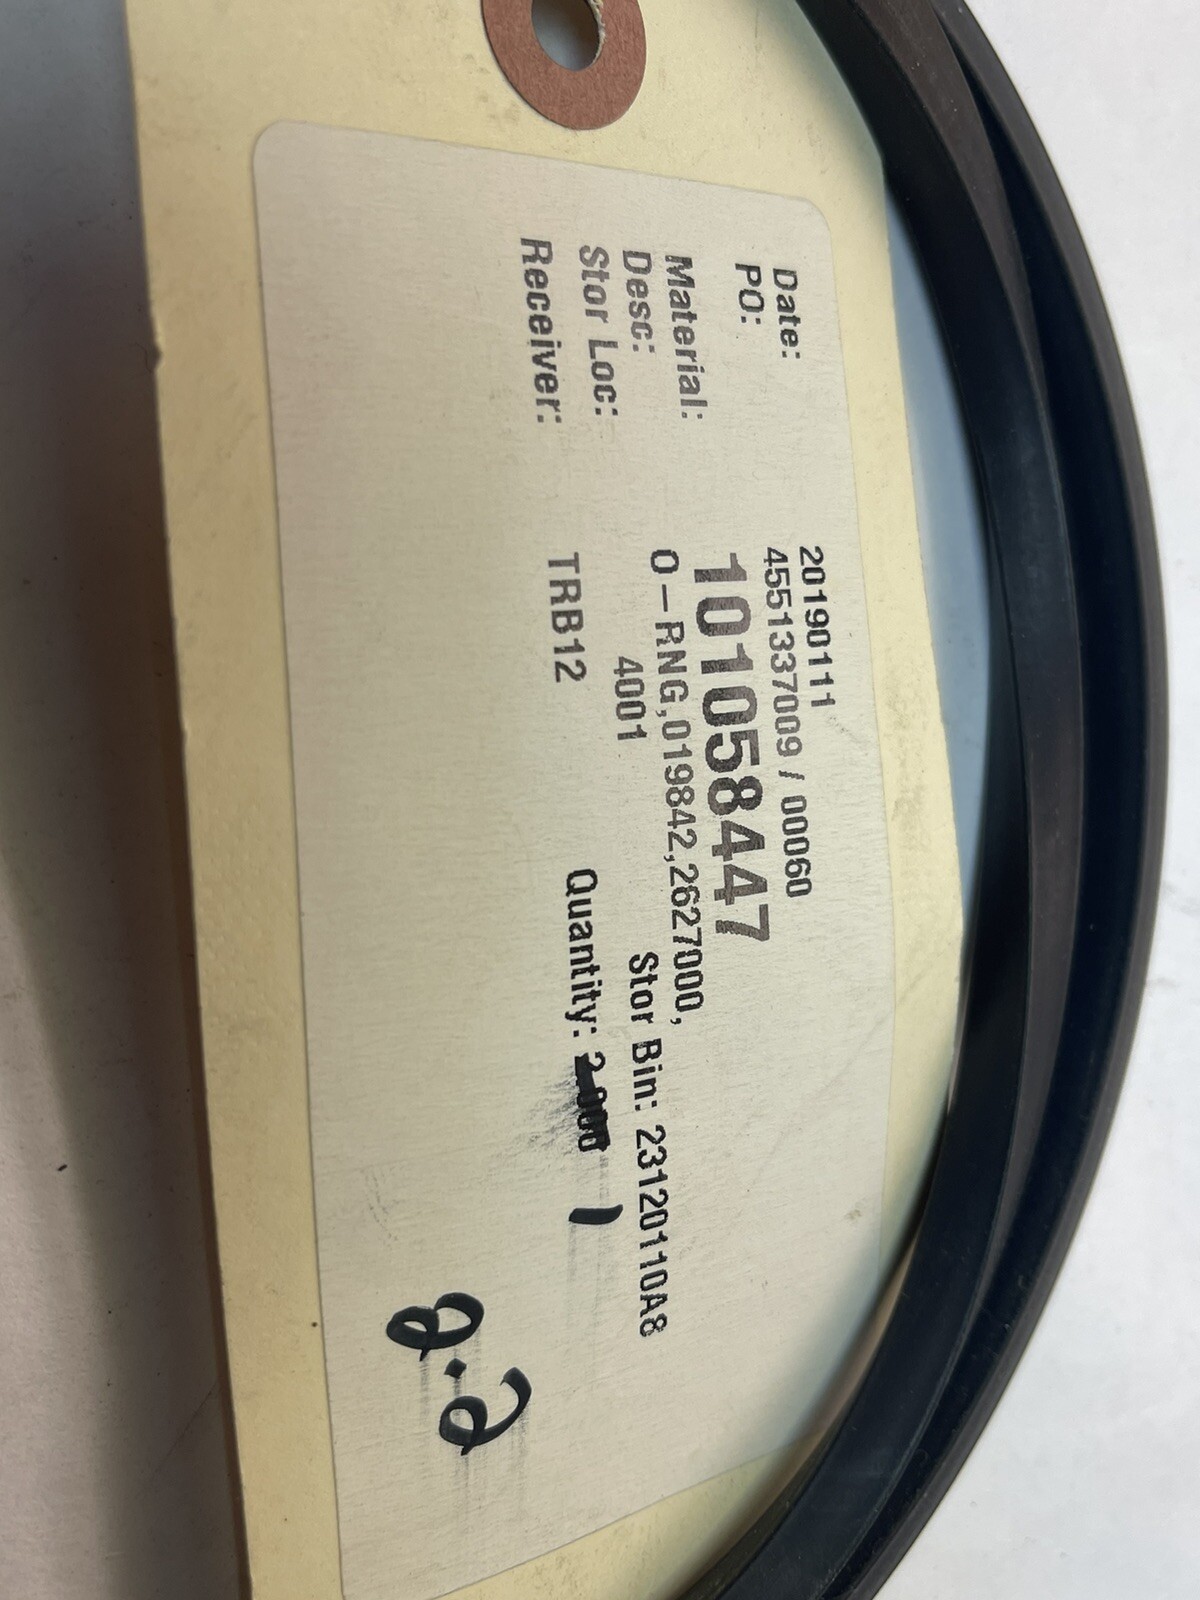 Date: 20190111
PO: 4551337009 / 00060
Material: 101058447
Desc: O-RNG,019842,2627000,
Stor Loc: 4001 Stor Bin: 23120110A8
Receiver: TRB12 Quantity: 2.000 1